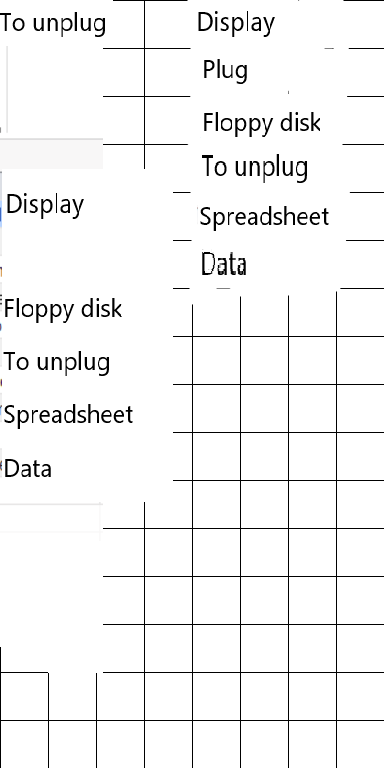 To unplug
Display
Floppy disk
To unplug
Spreadsheet
Data
Display
Plug
Floppy disk
To unplug
Spreadsheet
Data